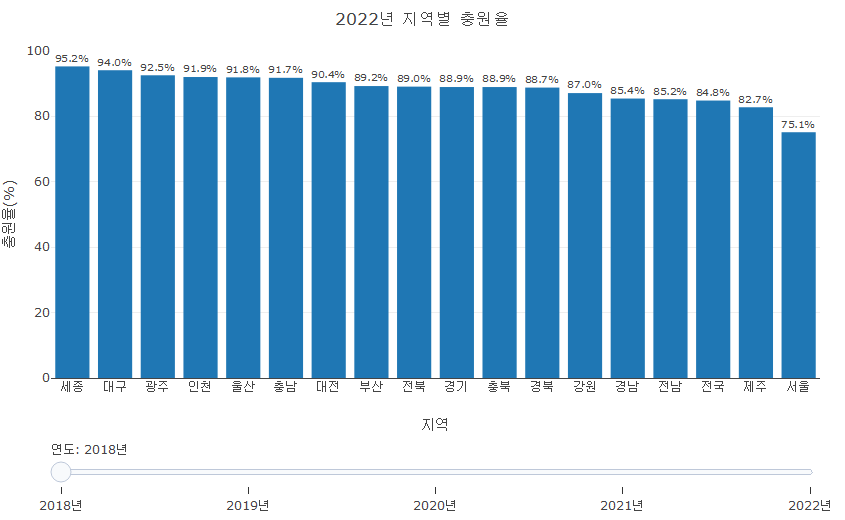 2022년 지역별 충원율
충원율(%)
100
80
60
40
20
0
95.2% 94.0% 92.5% 91.9% 91.8% 91.7% 90.4% 89.2% 89.0% 88.9% 88.9% 88.7% 87.0% 85.4% 85.2% 84.8% 82.7% 75.1%
세종 대구 광주 인천 울산 충남 대전 부산 전북 경기 충북 경북 강원 경남 전남 전국 제주 서울
지역
연도: 2018년
2018년 2019년 2020년 2021년 2022년